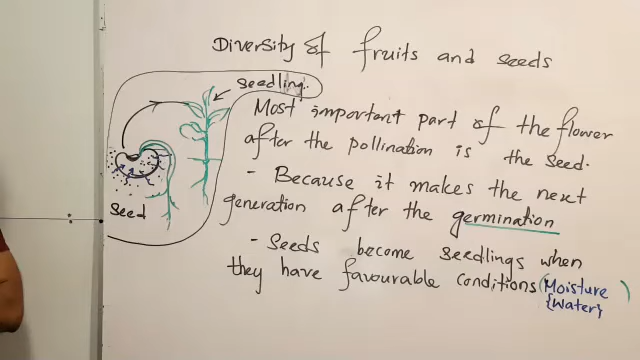 Diversity of fruits and seeds
seedling.
Seed
Most important part of the flower
after the pollination is the seed.
- Because it makes the next
generation after the germination
- Seeds become seedlings when
they have favourable conditions (Moisture )
{Water}